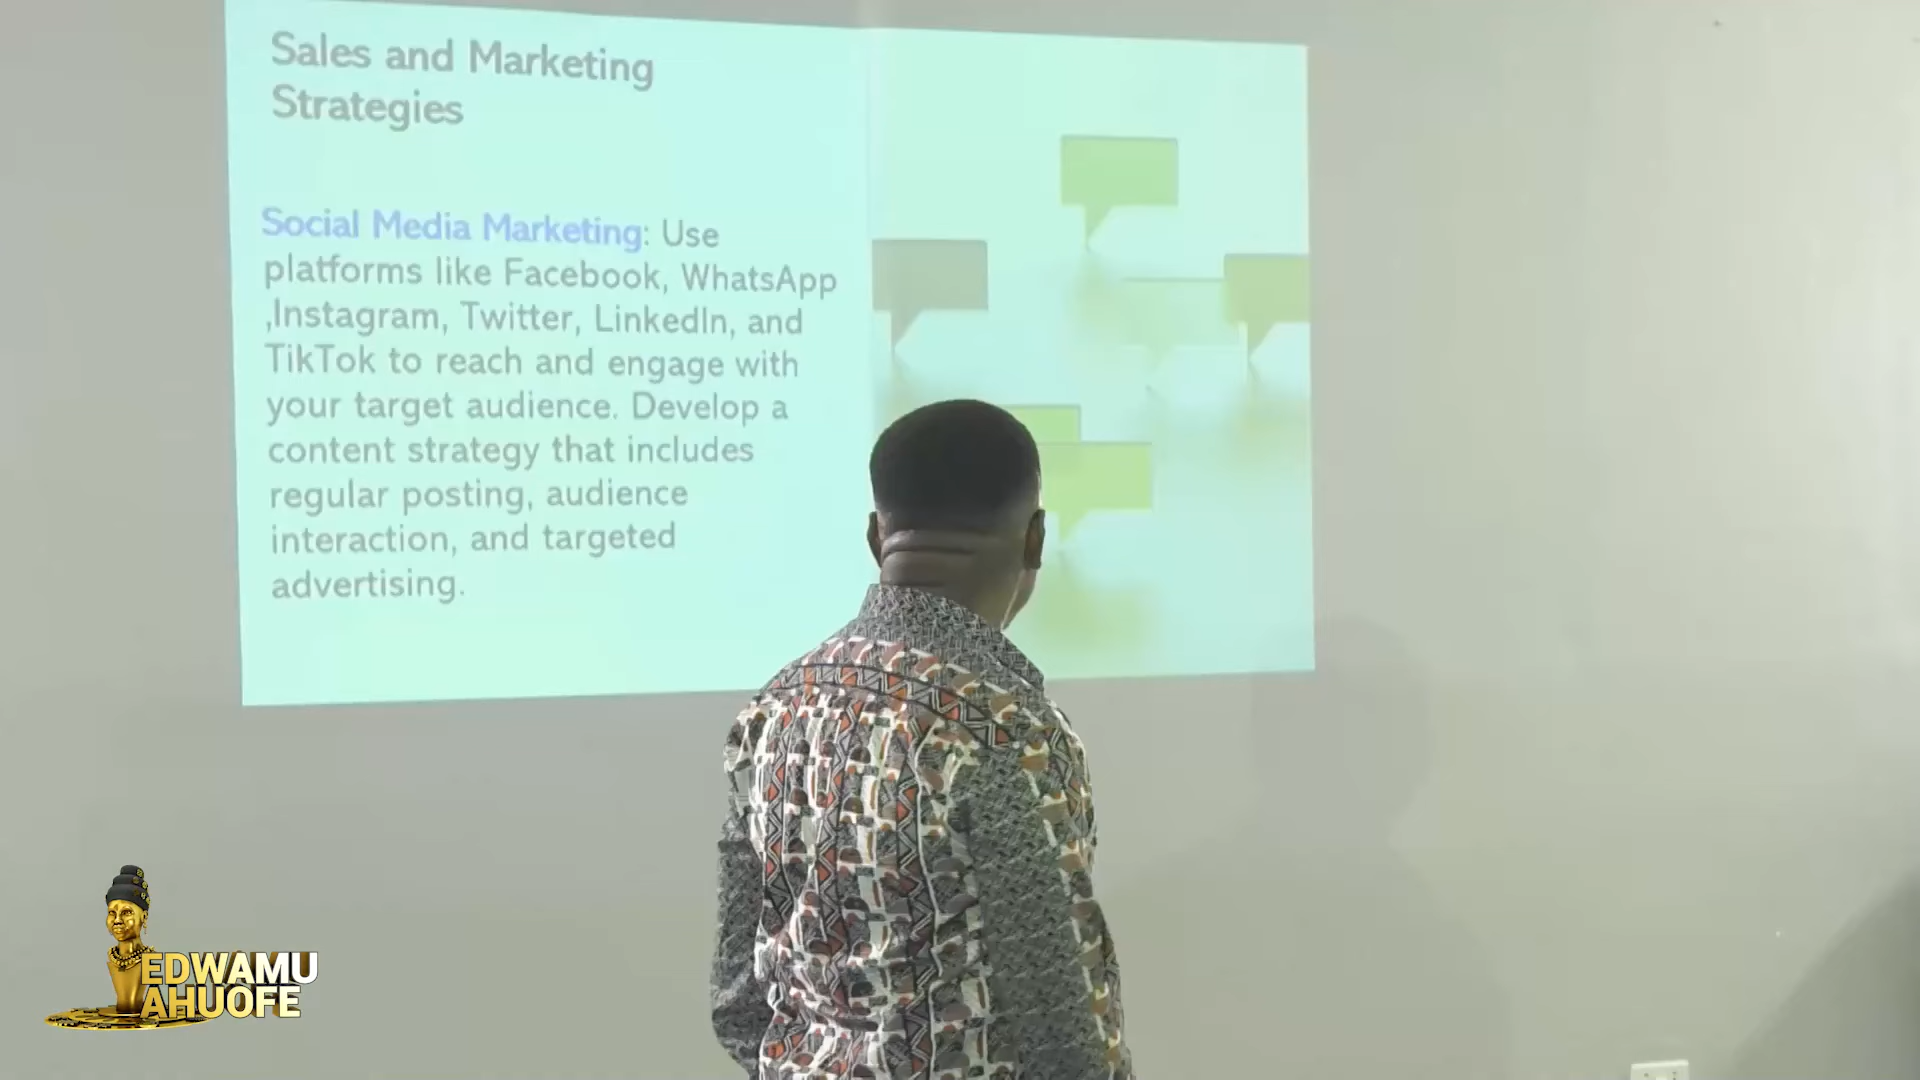 Sales and Marketing
Strategies
Social Media Marketing: Use
platforms like Facebook, WhatsApp
,Instagram, Twitter, LinkedIn, and
TikTok to reach and engage with
your target audience. Develop a
content strategy that includes
regular posting, audience
interaction, and targeted
advertising.
EDWAMU
AHUOFE